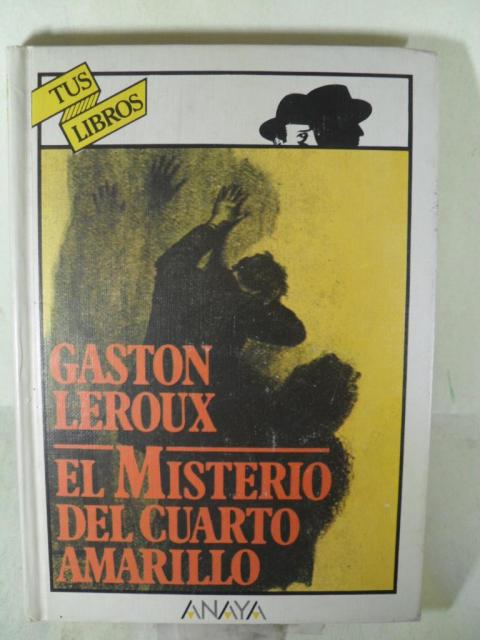 TUS
LIBROS
GASTON
LEROUX
EL MISTERIO
DEL CUARTO
AMARILLO
ANAYA